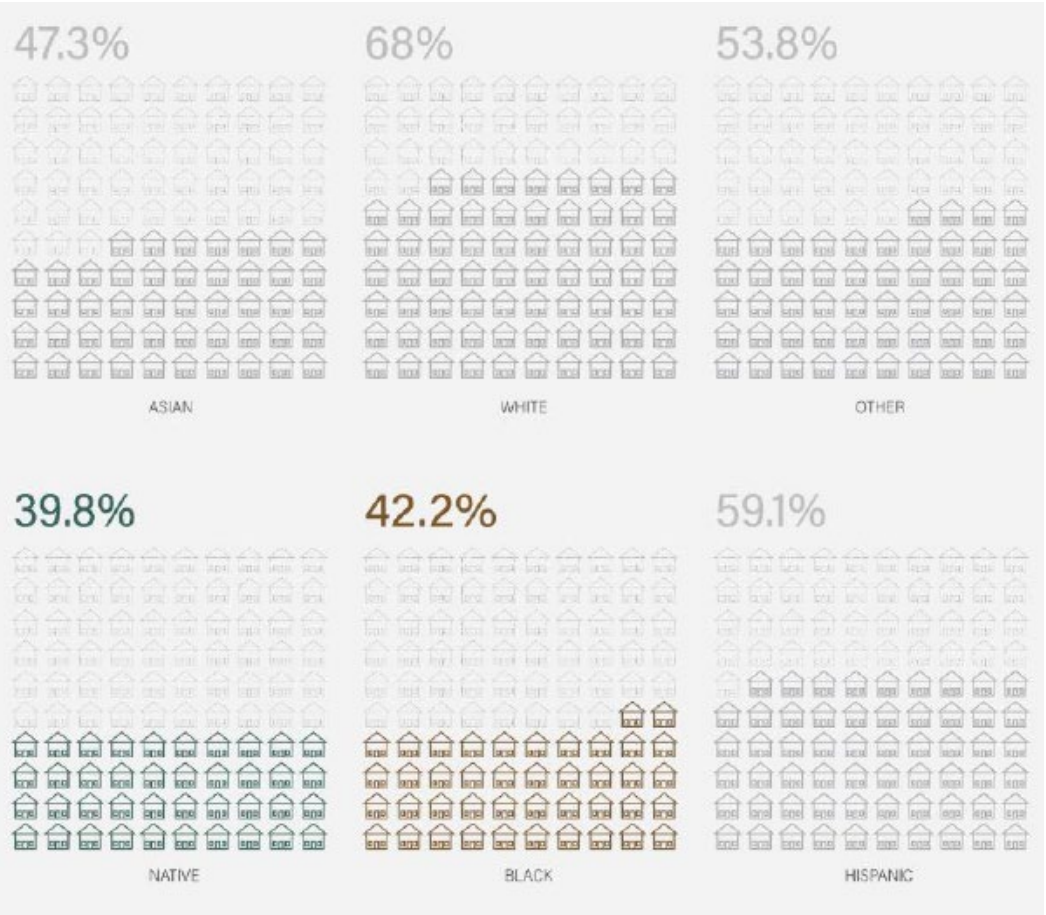 47.3%
68%
53.8%
ASIAN
WHITE
OTHER
39.8%
42.2%
59.1%
NATIVE
BLACK
HISPANIC